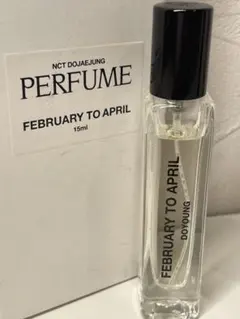 NCT DOJAEJUNG
PERFUME
FEBRUARY TO APRIL
15ml
FEBRUARY TO APRIL
DOYOUNG